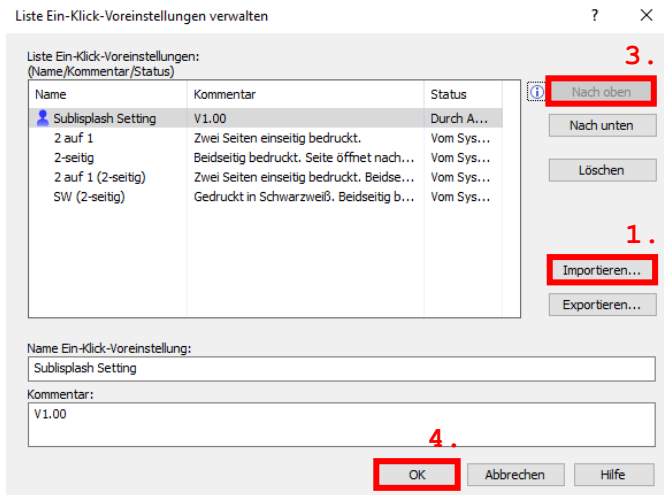 Liste Ein-Klick-Voreinstellungen verwalten ? ×
Liste Ein-Klick-Voreinstellungen:
(Name/Kommentar/Status)
3.
Name Kommentar Status
Nach oben
Sublisplash Setting V1.00 Durch A...
2 auf 1 Zwei Seiten einseitig bedruckt. Vom Sys...
Nach unten
2-seitig Beidseitig bedruckt. Seite öffnet nach... Vom Sys...
2 auf 1 (2-seitig) Zwei Seiten einseitig bedruckt. Beidse... Vom Sys...
Löschen
SW (2-seitig) Gedruckt in Schwarzweiß. Beidseitig b... Vom Sys...
1.
Importieren...
Exportieren...
Name Ein-Klick-Voreinstellung:
Sublisplash Setting
Kommentar:
V1.00
4.
OK Abbrechen Hilfe